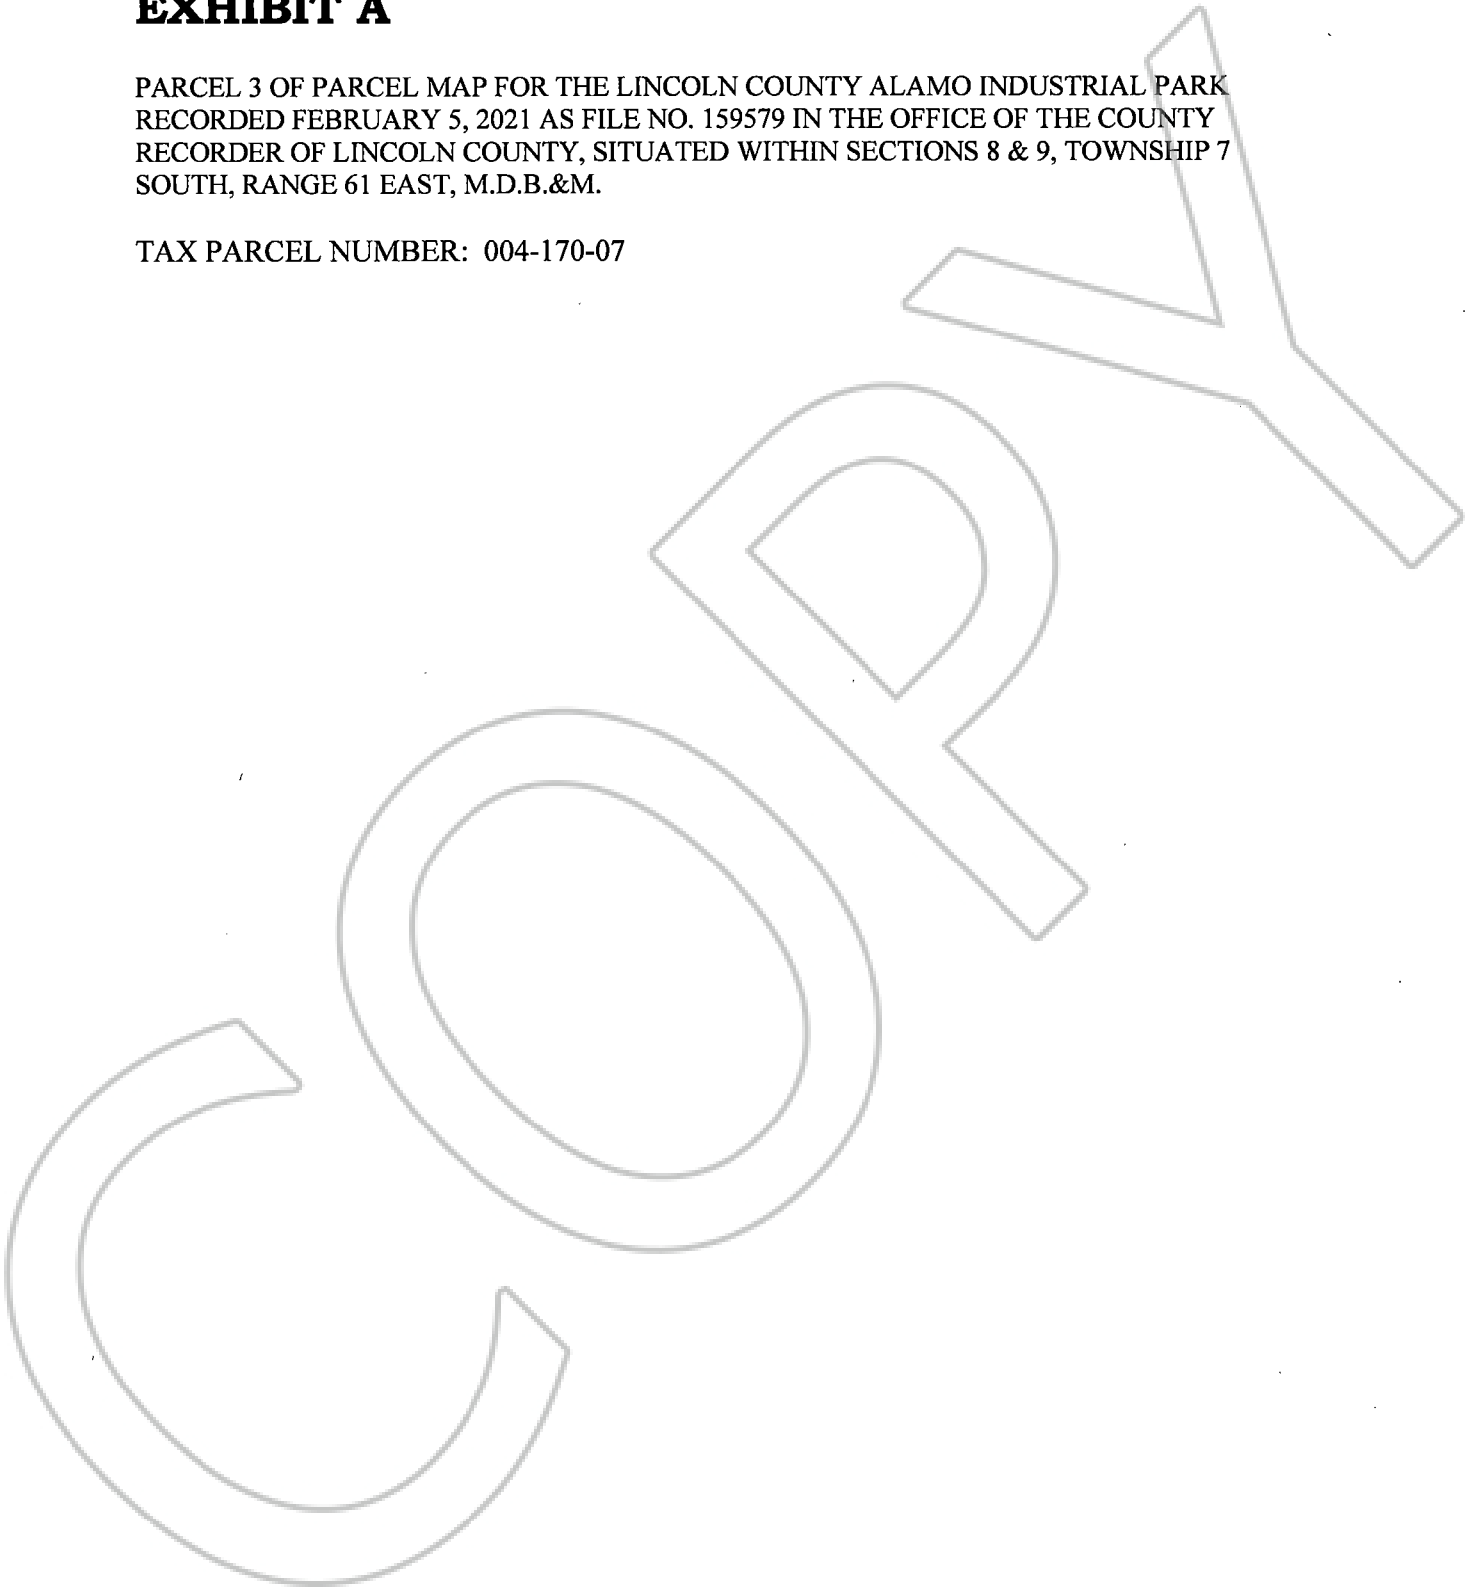 EXHIBIT A
PARCEL 3 OF PARCEL MAP FOR THE LINCOLN COUNTY ALAMO INDUSTRIAL PARK
RECORDED FEBRUARY 5, 2021 AS FILE NO. 159579 IN THE OFFICE OF THE COUNTY
RECORDER OF LINCOLN COUNTY, SITUATED WITHIN SECTIONS 8 & 9, TOWNSHIP 7
SOUTH, RANGE 61 EAST, M.D.B.&M.
TAX PARCEL NUMBER: 004-170-07
COPY